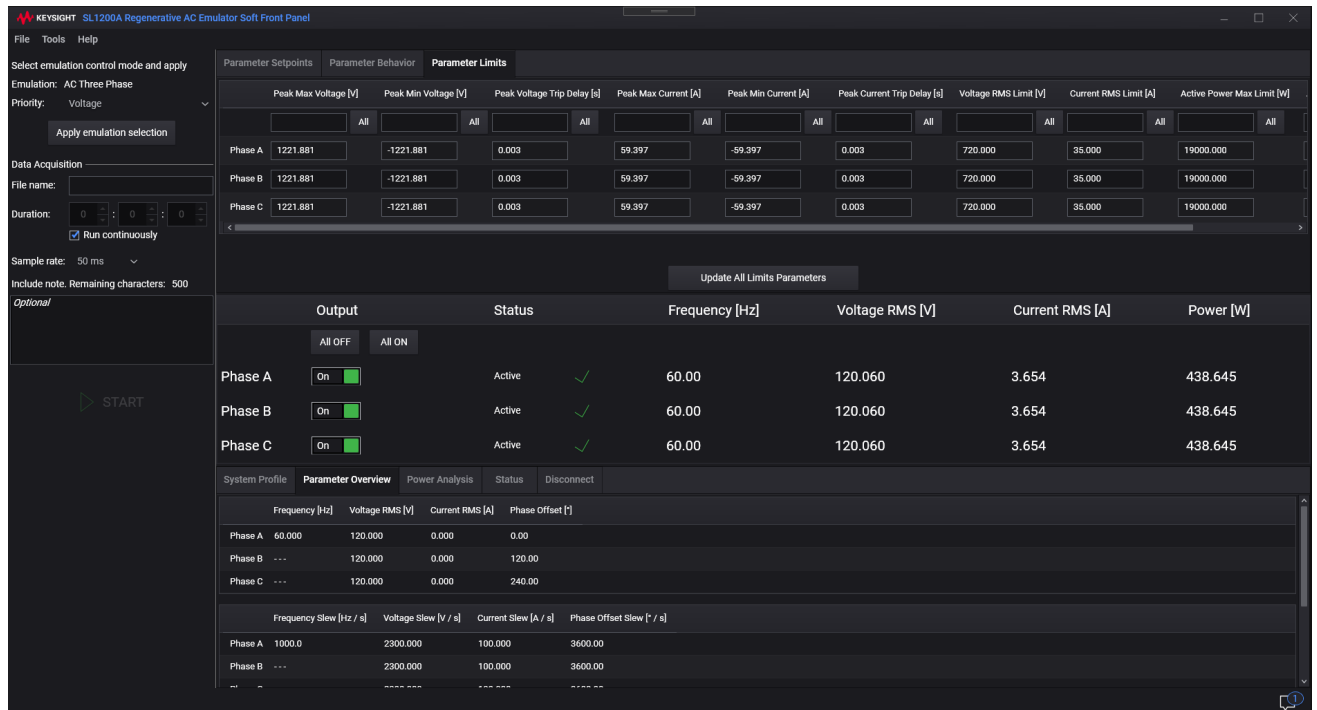 KEYSIGHT SL1200A Regenerative AC Emulator Soft Front Panel
File Tools Help
Select emulation control mode and apply
Emulation: AC Three Phase
Priority: Voltage
Apply emulation selection
Data Acquisition
File name:
Duration: 0 : 0 : 0
Run continuously
Sample rate: 50 ms
Include note. Remaining characters: 500
Optional
START
Parameter Setpoints Parameter Behavior Parameter Limits
Peak Max Voltage [V] Peak Min Voltage [V] Peak Voltage Trip Delay [s] Peak Max Current [A] Peak Min Current [A] Peak Current Trip Delay [s] Voltage RMS Limit [V] Current RMS Limit [A] Active Power Max Limit [W]
All All All All All All All All All
Phase A 1221.881 -1221.881 0.003 59.397 -59.397 0.003 720.000 35.000 19000.000
Phase B 1221.881 -1221.881 0.003 59.397 -59.397 0.003 720.000 35.000 19000.000
Phase C 1221.881 -1221.881 0.003 59.397 -59.397 0.003 720.000 35.000 19000.000
Update All Limits Parameters
Output Status Frequency [Hz] Voltage RMS [V] Current RMS [A] Power [W]
All OFF All ON
Phase A On Active 60.00 120.060 3.654 438.645
Phase B On Active 60.00 120.060 3.654 438.645
Phase C On Active 60.00 120.060 3.654 438.645
System Profile Parameter Overview Power Analysis Status Disconnect
Frequency [Hz] Voltage RMS [V] Current RMS [A] Phase Offset [°]
Phase A 60.000 120.000 0.000 0.00
Phase B --- 120.000 0.000 120.00
Phase C --- 120.000 0.000 240.00
Frequency Slew [Hz / s] Voltage Slew [V / s] Current Slew [A / s] Phase Offset Slew [° / s]
Phase A 1000.0 2300.000 100.000 3600.00
Phase B --- 2300.000 100.000 3600.00
1